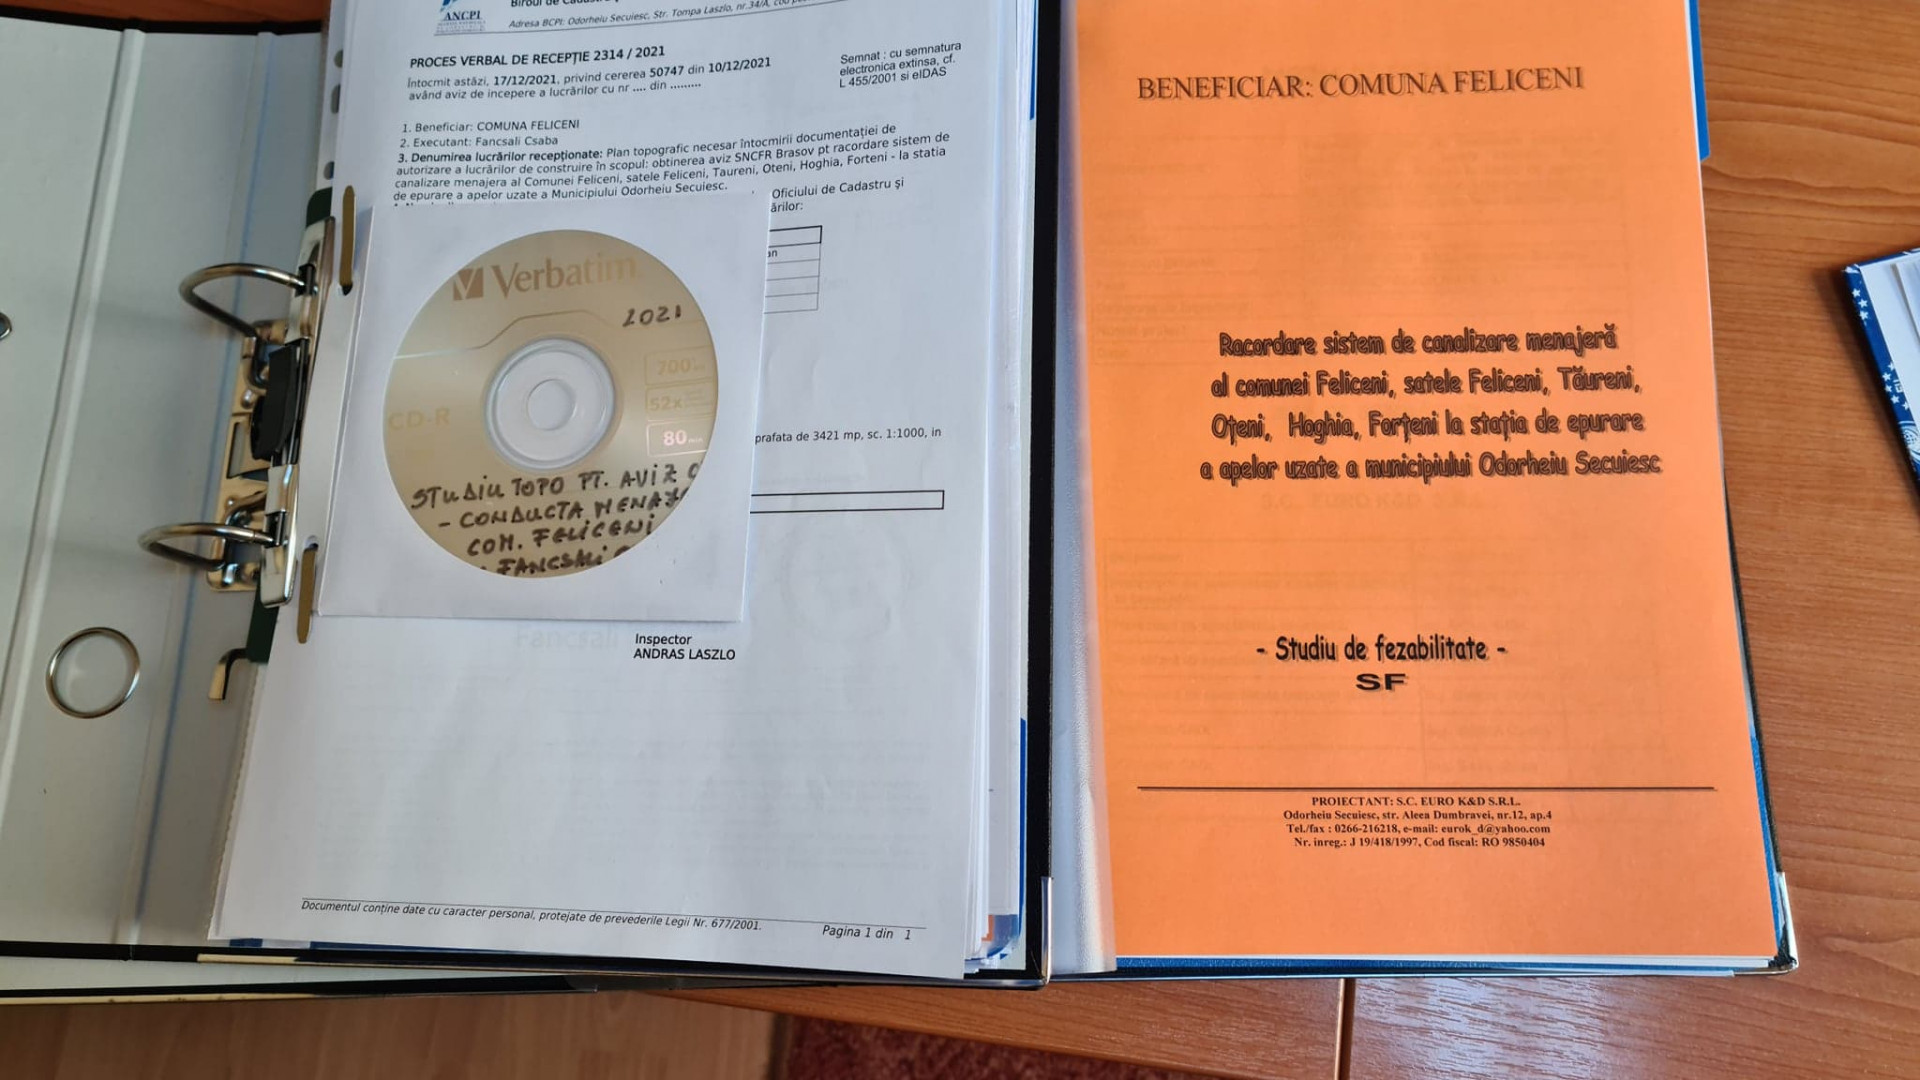 ANCPI
Biroul de Cadastru
Adresa BCPI: Odorheiu Secuiesc, Str. Tompa Laszlo, nr.34/A, cod
PROCES VERBAL DE RECEPȚIE 2314 / 2021
Întocmit astăzi, 17/12/2021, privind cererea 50747 din 10/12/2021
având aviz de incepere a lucrărilor cu nr .... din .........
Semnat : cu semnatura
electronica extinsa, cf.
L 455/2001 si eIDAS
1. Beneficiar: COMUNA FELICENI
2. Executant: Fancsali Csaba
3. Denumirea lucrărilor recepționate: Plan topografic necesar întocmirii documentației de
autorizare a lucrărilor de construire în scopul: obtinerea aviz SNCFR Brasov pt racordare sistem de
canalizare menajera al Comunei Feliceni, satele Feliceni, Taureni, Oteni, Hoghia, Forteni - la statia
de epurare a apelor uzate a Municipiului Odorheiu Secuiesc.
Oficiului de Cadastru și
ărilor:
on
Verbatim
2021
700
52x
CD-R
80
prafata de 3421 mp, sc. 1:1000, in
STUDIU TOPO PT. AVIZ C
- CONDUCTA MENAJ
COM. FELICENI
FANCSALI
Inspector
ANDRAS LASZLO
Documentul conține date cu caracter personal, protejate de prevederile Legii Nr. 677/2001.
Pagina 1 din 1
BENEFICIAR: COMUNA FELICENI
Racordare sistem de canalizare menajeră
al comunei Feliceni, satele Feliceni, Tăureni,
Oțeni, Hoghia, Forțeni la stația de epurare
a apelor uzate a municipiului Odorheiu Secuiesc
- Studiu de fezabilitate -
SF
PROIECTANT: S.C. EURO K&D S.R.L.
Odorheiu Secuiesc, str. Aleea Dumbravei, nr.12, ap.4
Tel./fax : 0266-216218, e-mail: eurok_d@yahoo.com
Nr. inreg.: J 19/418/1997, Cod fiscal: RO 9850404